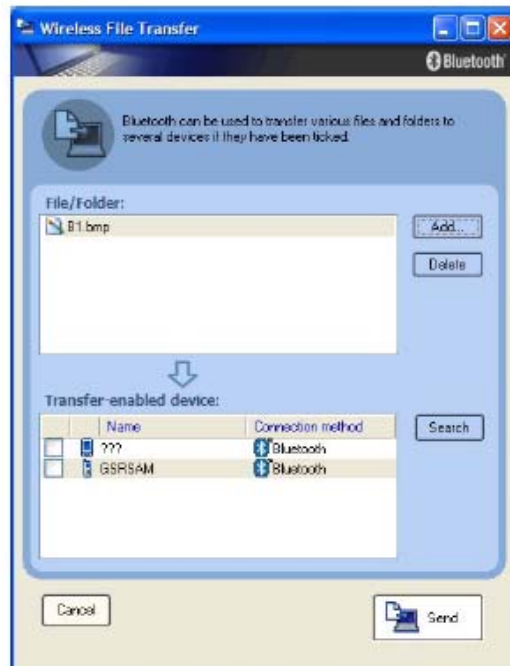 Wireless File Transfer
Bluetooth
Bluetooth can be used to transfer various files and folders to
several devices if they have been ticked.
File/Folder:
B1.bmp
Add...
Delete
Transfer-enabled device:
Name Connection method
??? Bluetooth
GSRSAM Bluetooth
Search
Cancel
Send